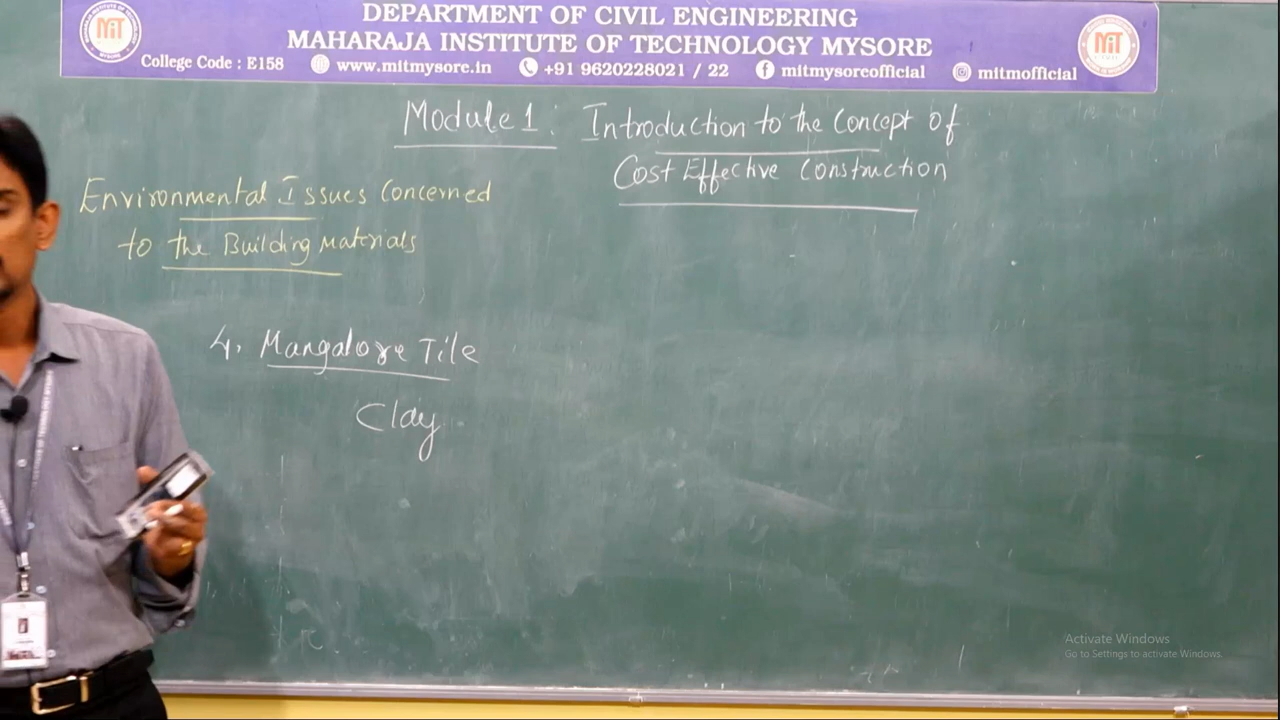 DEPARTMENT OF CIVIL ENGINEERING
MAHARAJA INSTITUTE OF TECHNOLOGY MYSORE
College Code : E158 www.mitmysore.in +91 9620228021 / 22 mitmysoreofficial mitmofficial
MIT
MIT
Module 1: Introduction to the Concept of
Cost Effective Construction
Environmental Issues Concerned
to the Building Materials
4. Mangalore Tile
Clay
Activate Windows
Go to Settings to activate Windows.